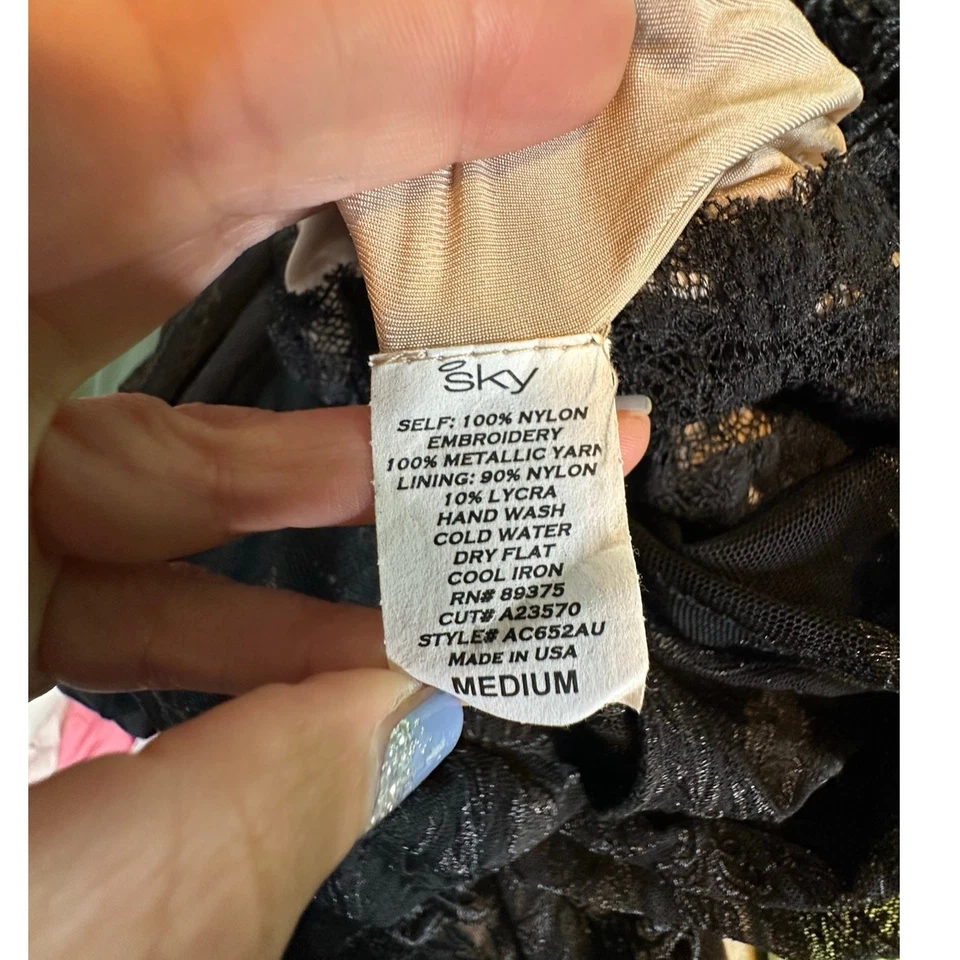 sky
SELF: 100% NYLON
EMBROIDERY
100% METALLIC YARN
LINING: 90% NYLON
10% LYCRA
HAND WASH
COLD WATER
DRY FLAT
COOL IRON
RN# 89375
CUT# A23570
STYLE# AC652AU
MADE IN USA
MEDIUM